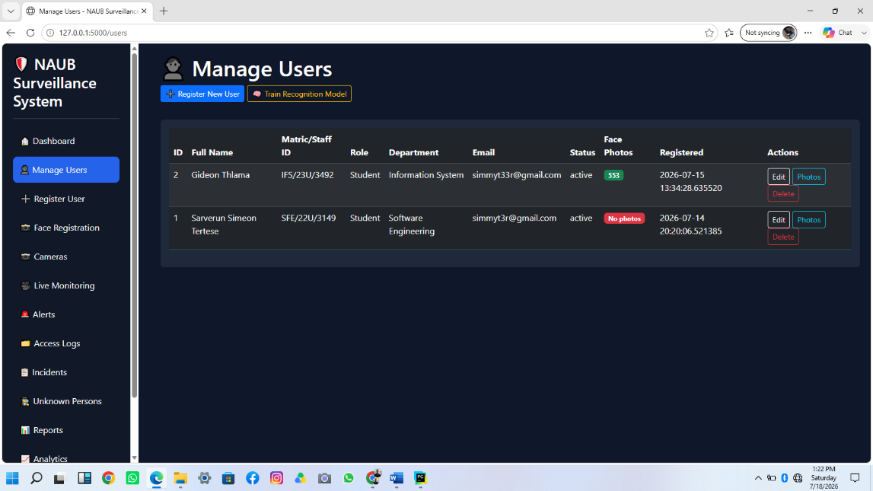 Manage Users - NAUB Surveillance
127.0.0.1:5000/users
Not syncing
Chat
NAUB
Surveillance
System
Dashboard
Manage Users
Register User
Face Registration
Cameras
Live Monitoring
Alerts
Access Logs
Incidents
Unknown Persons
Reports
Analytics
Manage Users
Register New User
Train Recognition Model
ID Full Name Matric/Staff ID Role Department Email Status Face Photos Registered Actions
2 Gideon Thlama IFS/23U/3492 Student Information System simmyt33r@gmail.com active 553 2026-07-15 Edit Photos
13:34:28.635520 Delete
1 Sarverun Simeon SFE/22U/3149 Student Software simmyt3r@gmail.com active No photos 2026-07-14 Edit Photos
Tertese Engineering 20:20:06.521385 Delete
1:22 PM
Saturday
7/18/2026